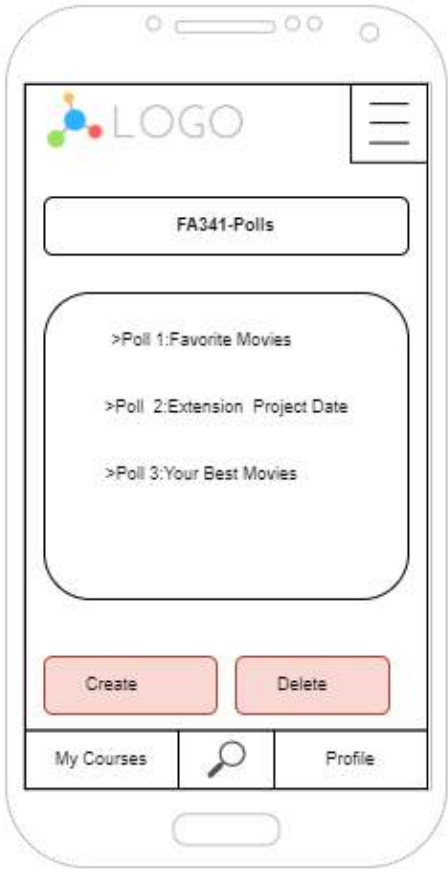 LOGO
FA341-Polls
>Poll 1:Favorite Movies
>Poll 2:Extension Project Date
>Poll 3:Your Best Movies
Create Delete
My Courses Profile